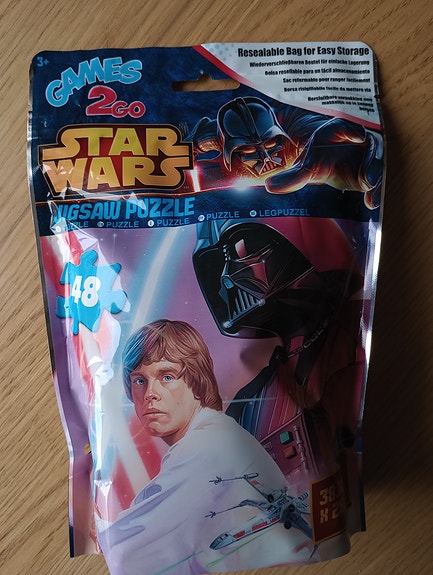 3+
GAMES
2GO
Resealable Bag for Easy Storage
Wiederverschließbaren Beutel für einfache Lagerung
Bolsa resellable para un fácil almacenamiento
Sac refermable pour ranger facilement
Borsa risigillabile facile da mettere via
STAR
WARS
JIGSAW PUZZLE
PUZZLE PUZZLE PUZZLE LEGPUZZEL
48